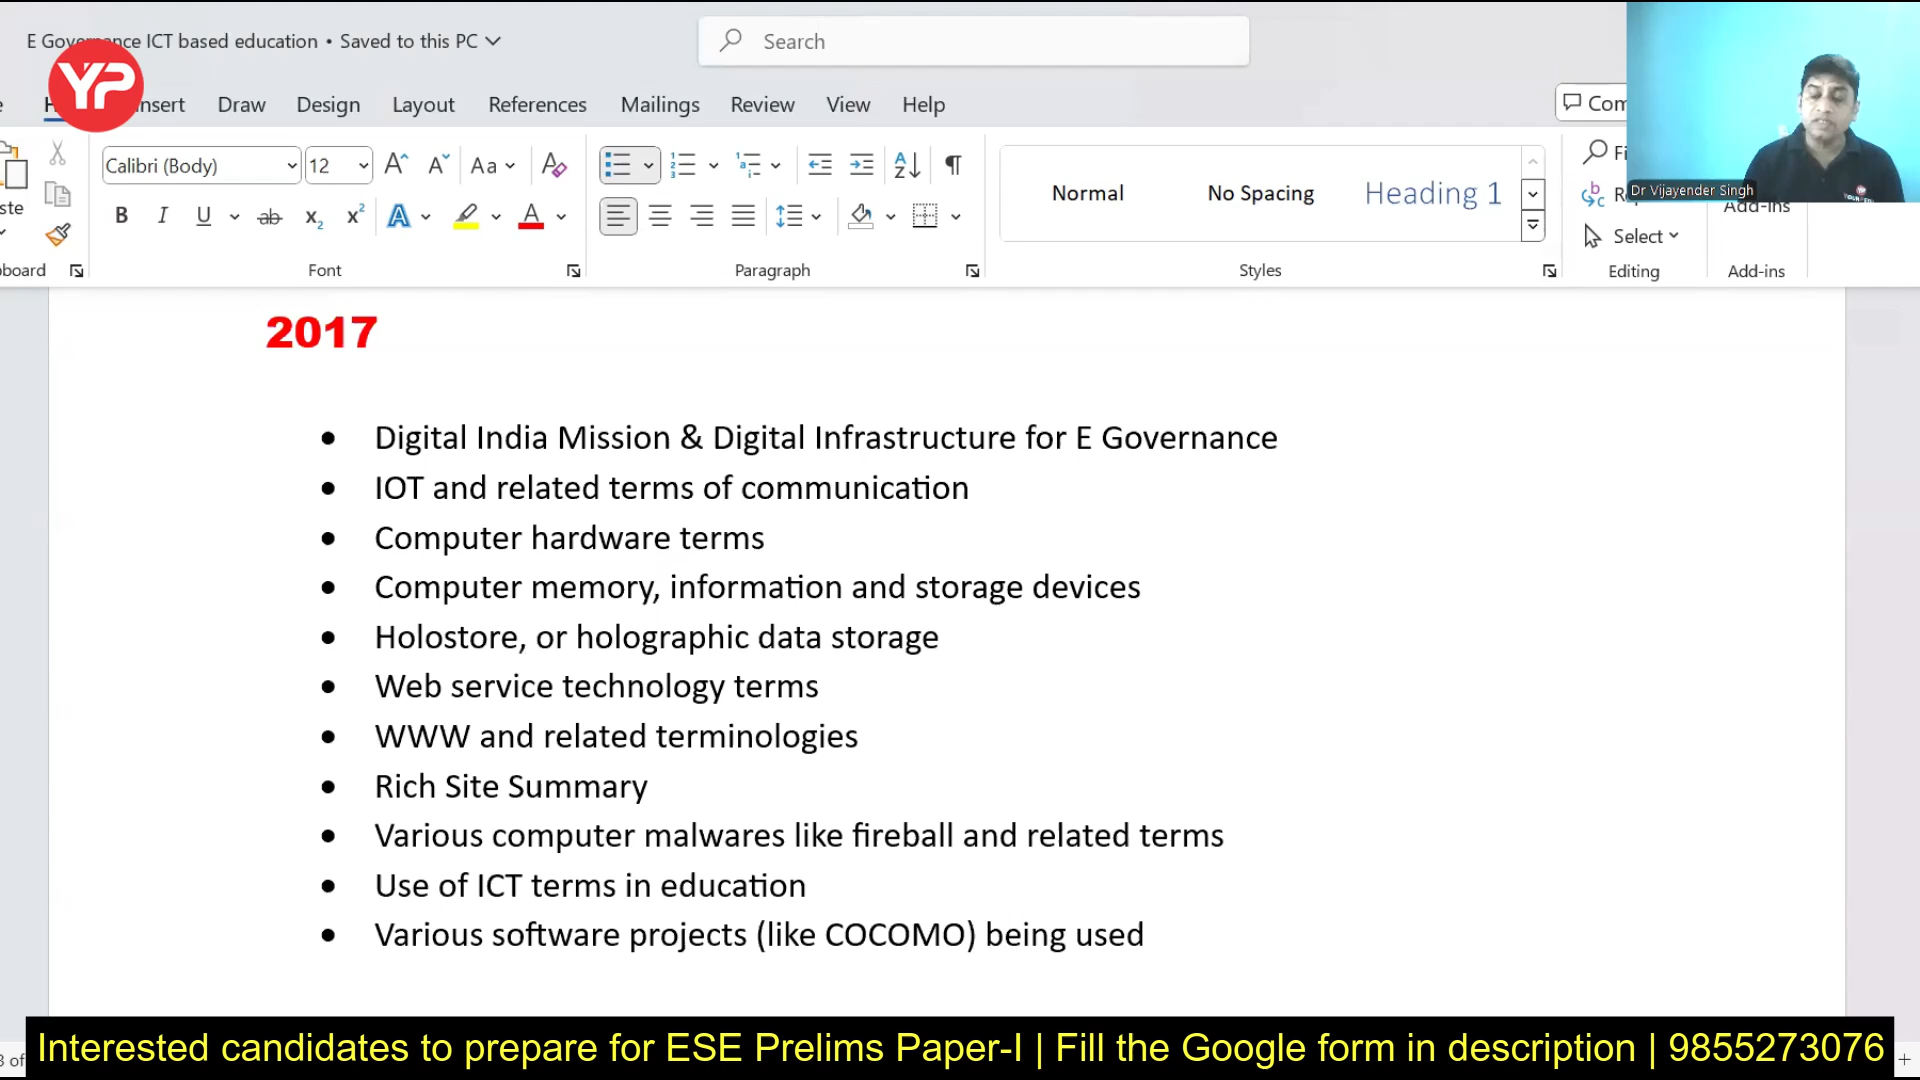 E Governance ICT based education • Saved to this PC
Search
YP
Insert Draw Design Layout References Mailings Review View Help
Calibri (Body) 12
Aa
Normal No Spacing Heading 1
Dr Vijayender Singh
Add-ins
Select
Font Paragraph Styles Editing Add-ins
2017
• Digital India Mission & Digital Infrastructure for E Governance
• IOT and related terms of communication
• Computer hardware terms
• Computer memory, information and storage devices
• Holostore, or holographic data storage
• Web service technology terms
• WWW and related terminologies
• Rich Site Summary
• Various computer malwares like fireball and related terms
• Use of ICT terms in education
• Various software projects (like COCOMO) being used
Interested candidates to prepare for ESE Prelims Paper-I | Fill the Google form in description | 9855273076